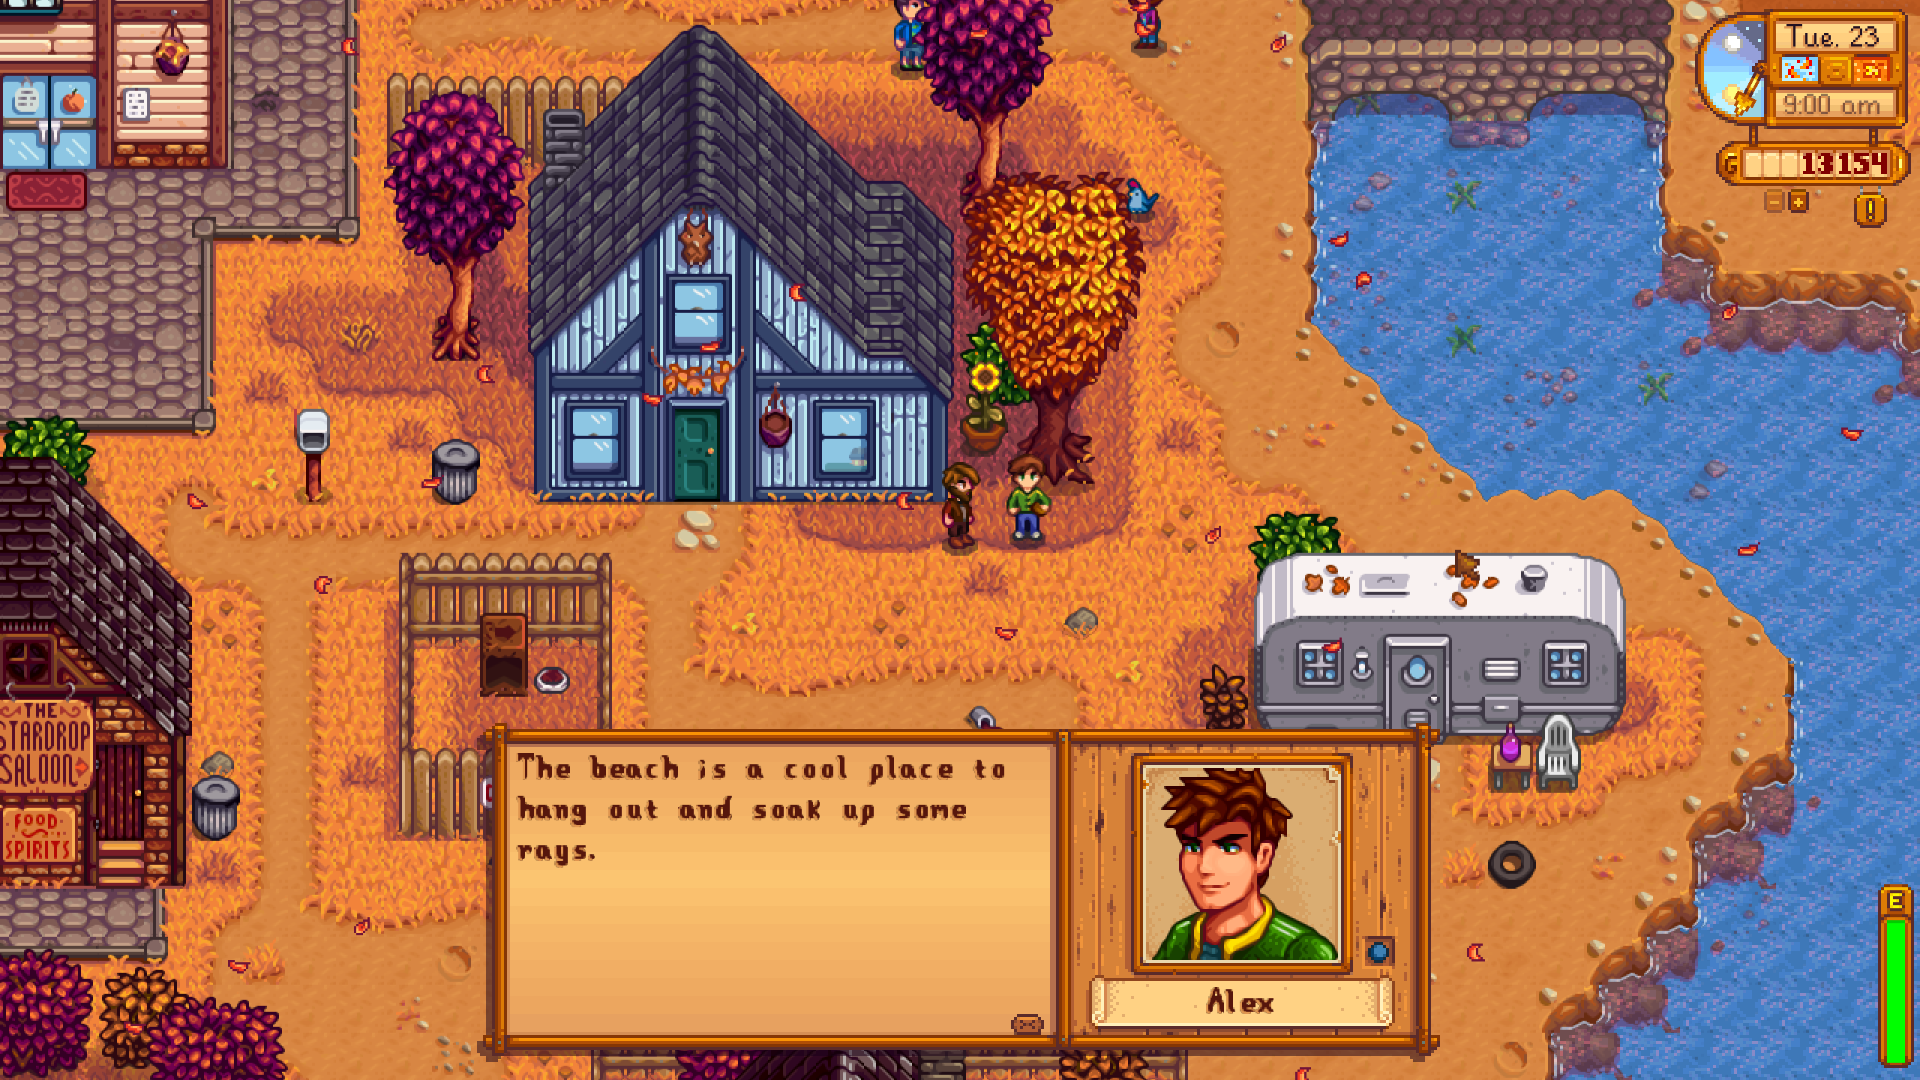 Tue. 23
9:00 am
G 13154
THE
STARDROP
SALOON
FOOD
SPIRITS
The beach is a cool place to
hang out and soak up some
rays.
Alex
E